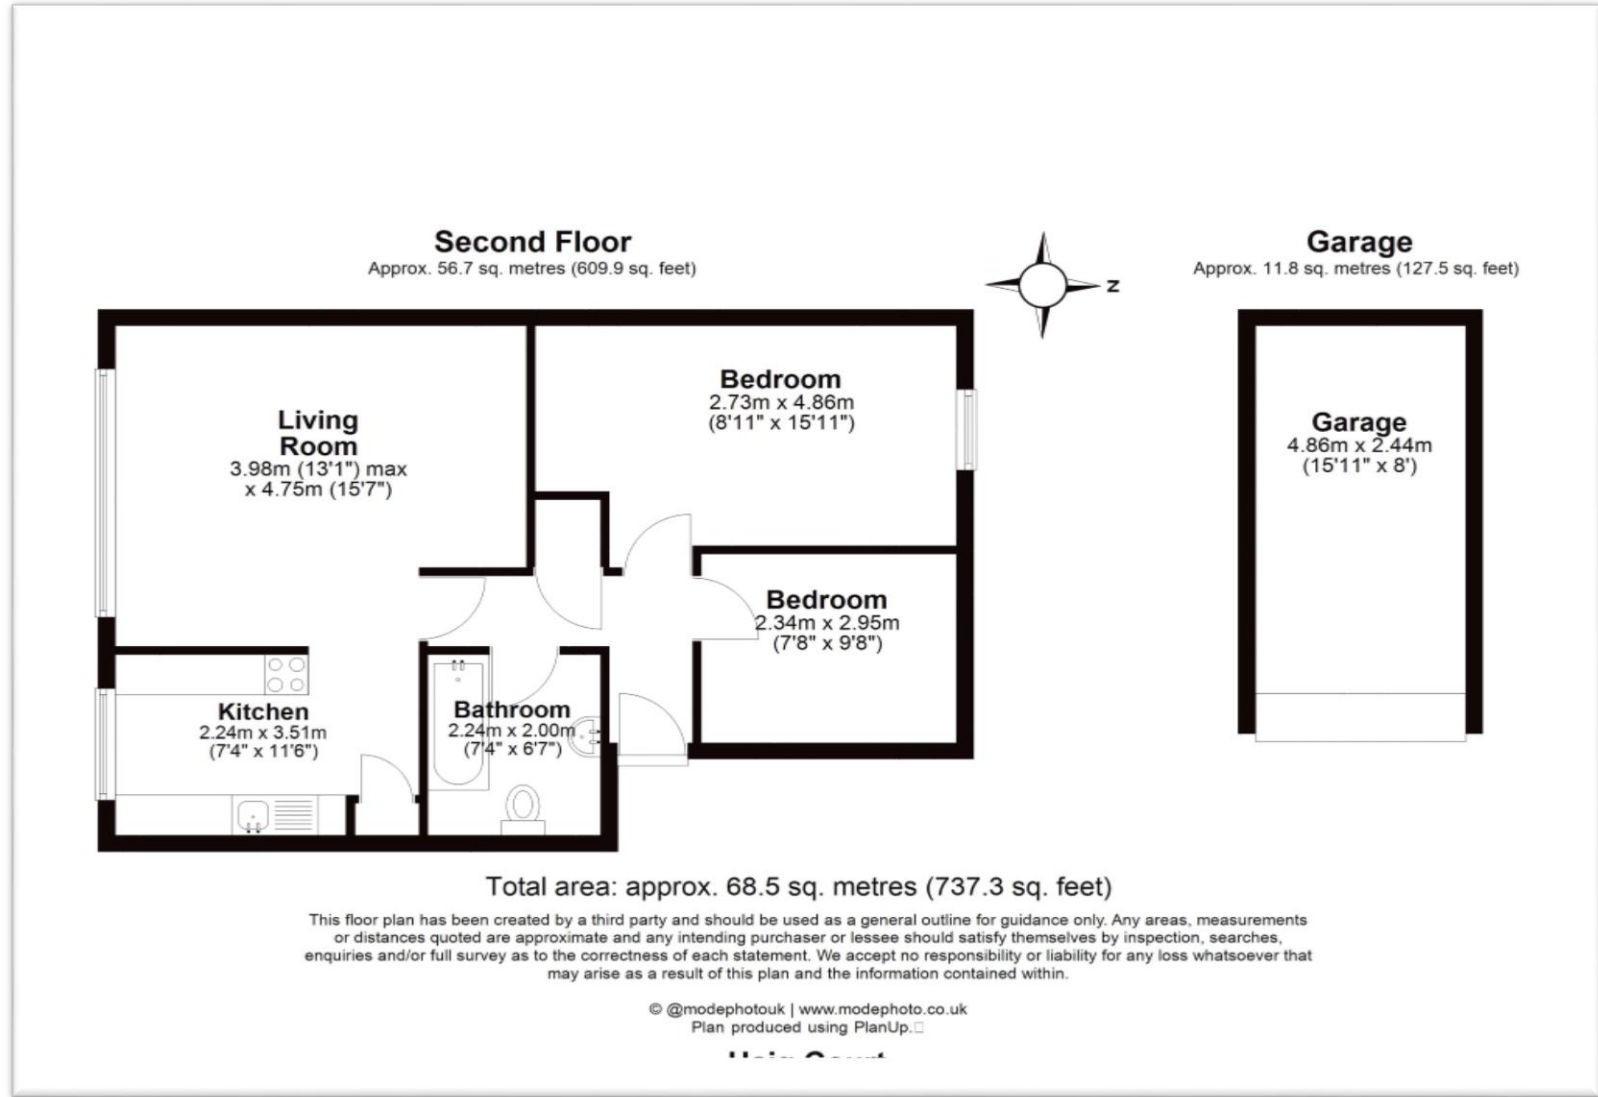 Second Floor
Approx. 56.7 sq. metres (609.9 sq. feet)
Z
Garage
Approx. 11.8 sq. metres (127.5 sq. feet)
Living
Room
3.98m (13'1") max
x 4.75m (15'7")
Bedroom
2.73m x 4.86m
(8'11" x 15'11")
Garage
4.86m x 2.44m
(15'11" x 8')
Bedroom
2.34m x 2.95m
(7'8" x 9'8")
Kitchen
2.24m x 3.51m
(7'4" x 11'6")
Bathroom
2.24m x 2.00m
(7'4" x 6'7")
Total area: approx. 68.5 sq. metres (737.3 sq. feet)
This floor plan has been created by a third party and should be used as a general outline for guidance only. Any areas, measurements
or distances quoted are approximate and any intending purchaser or lessee should satisfy themselves by inspection, searches,
enquiries and/or full survey as to the correctness of each statement. We accept no responsibility or liability for any loss whatsoever that
may arise as a result of this plan and the information contained within.
© @modephotouk | www.modephoto.co.uk
Plan produced using PlanUp.
Haig Court